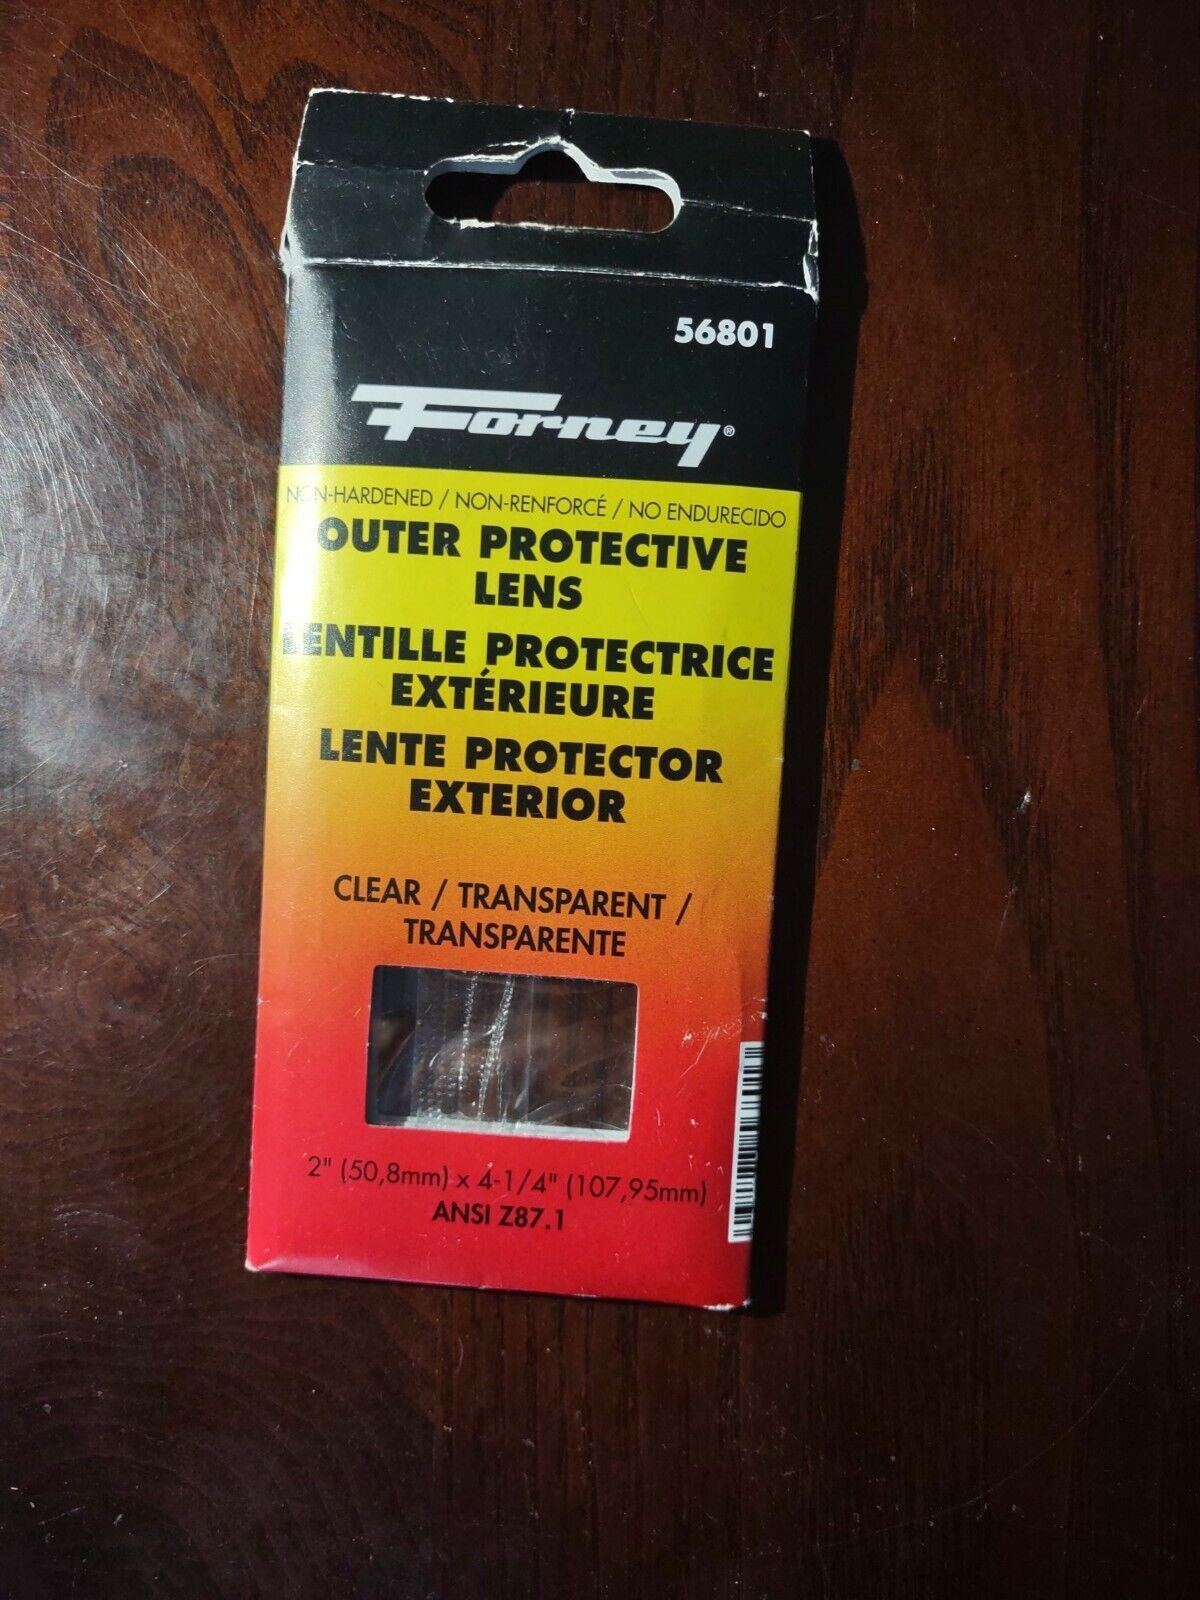 56801
Forney®
NON-HARDENED / NON-RENFORCÉ / NO ENDURECIDO
OUTER PROTECTIVE
LENS
LENTILLE PROTECTRICE
EXTÉRIEURE
LENTE PROTECTOR
EXTERIOR
CLEAR / TRANSPARENT /
TRANSPARENTE
2" (50,8mm) x 4-1/4" (107,95mm)
ANSI Z87.1